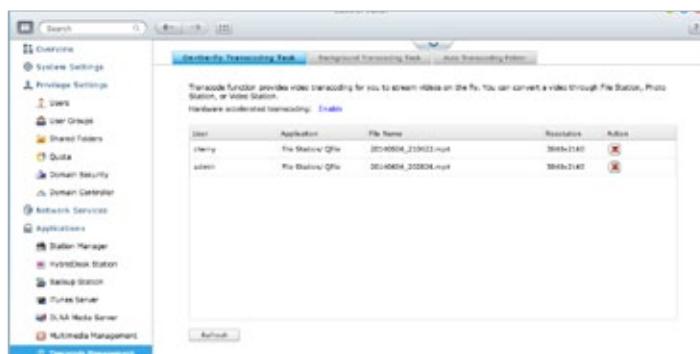 Search
Overview
System Settings
Privilege Settings
Users
User Groups
Shared Folders
Quota
Domain Security
Domain Controller
Network Services
Applications
Station Manager
HybridDesk Station
Backup Station
iTunes Server
DLNA Media Server
Multimedia Management
Transcode Management
On-the-fly Transcoding Task
Background Transcoding Task
Auto Transcoding Folder
Transcode function provides video transcoding for you to stream videos on the fly. You can convert a video through File Station, Photo
Station, or Video Station.
Hardware accelerated transcoding: Enable
User Application File Name Resolution Action
cherry File Station/ Qfile 3840x2160
admin File Station/ Qfile 3840x2160
Refresh